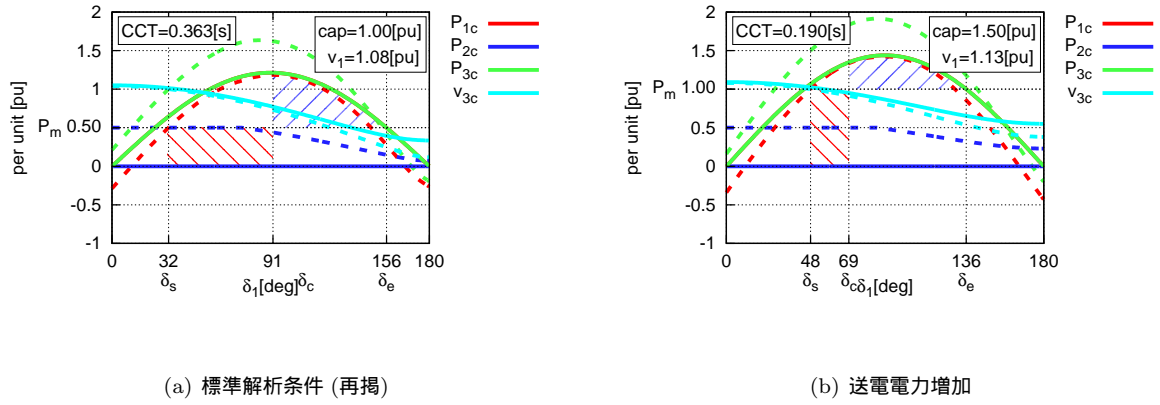 CCT=0.363[s]
cap=1.00[pu]
v1=1.08[pu]
P1c
P2c
P3c
v3c
per unit [pu]
2
1.5
1
Pm 0.50
0
-0.5
-1
0 32 91 156 180
δs δ1[deg] δc δe
(a) 標準解析条件 (再掲)
CCT=0.190[s]
cap=1.50[pu]
v1=1.13[pu]
P1c
P2c
P3c
v3c
per unit [pu]
2
1.5
Pm 1.00
0.5
0
-0.5
-1
0 48 69 136 180
δs δc δ1[deg] δe
(b) 送電電力増加